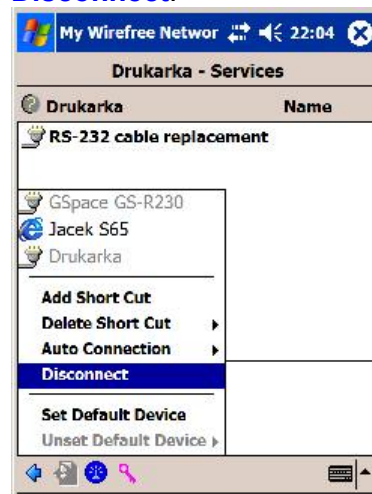 Disconnect.
My Wirefree Networ 22:04
Drukarka - Services
Drukarka Name
RS-232 cable replacement
GSpace GS-R230
Jacek S65
Drukarka
Add Short Cut
Delete Short Cut
Auto Connection
Disconnect
Set Default Device
Unset Default Device